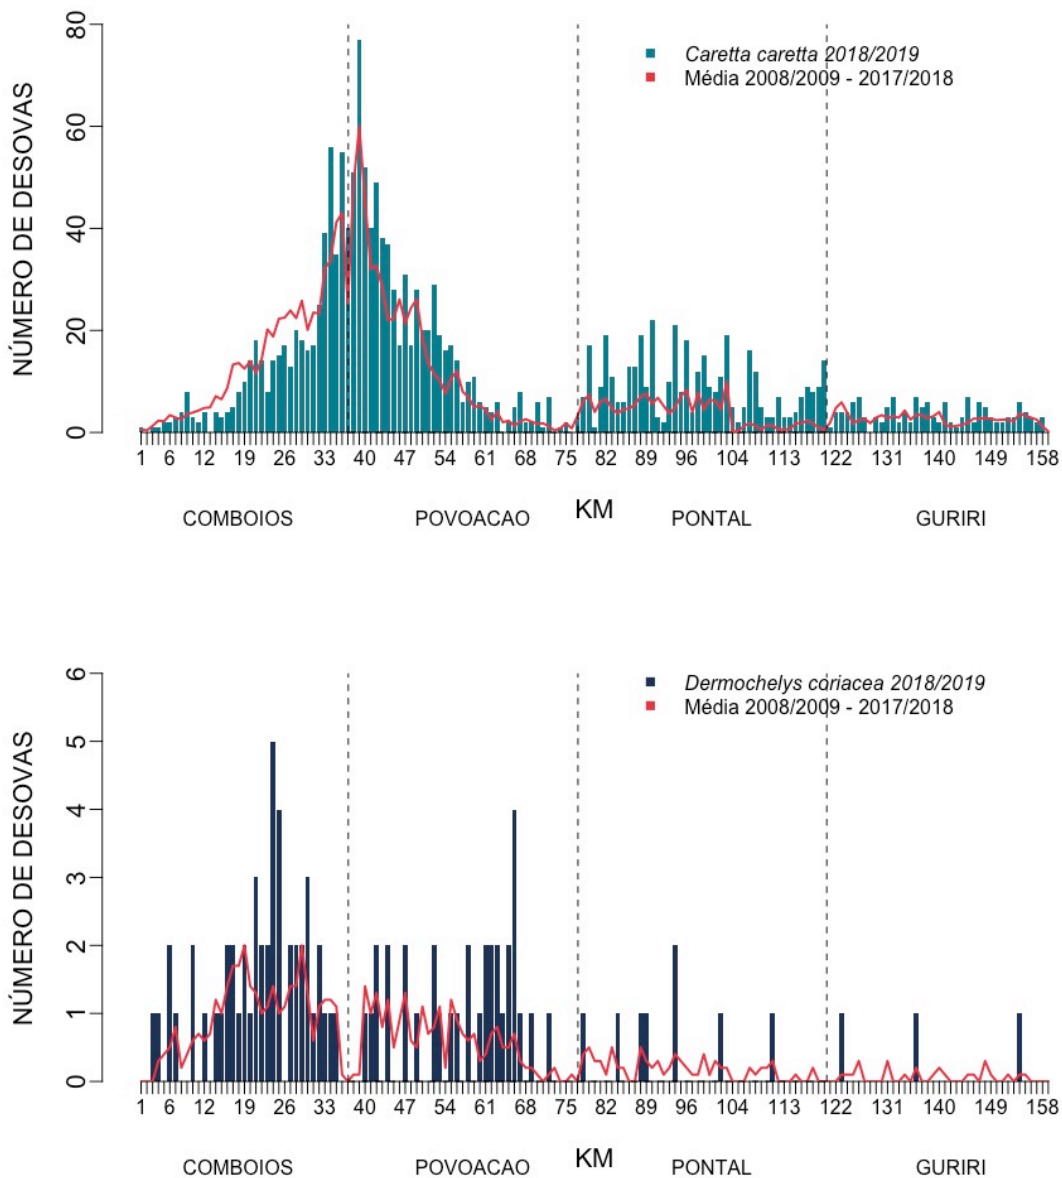 NÚMERO DE DESOVAS
80
60
40
20
0
Caretta caretta 2018/2019
Média 2008/2009 - 2017/2018
1 6 12 19 26 33 40 47 54 61 68 75 82 89 96 104 113 122 131 140 149 158
KM
COMBOIOS POVOACAO PONTAL GURIRI
NÚMERO DE DESOVAS
6
5
4
3
2
1
0
Dermochelys coriacea 2018/2019
Média 2008/2009 - 2017/2018
1 6 12 19 26 33 40 47 54 61 68 75 82 89 96 104 113 122 131 140 149 158
KM
COMBOIOS POVOACAO PONTAL GURIRI